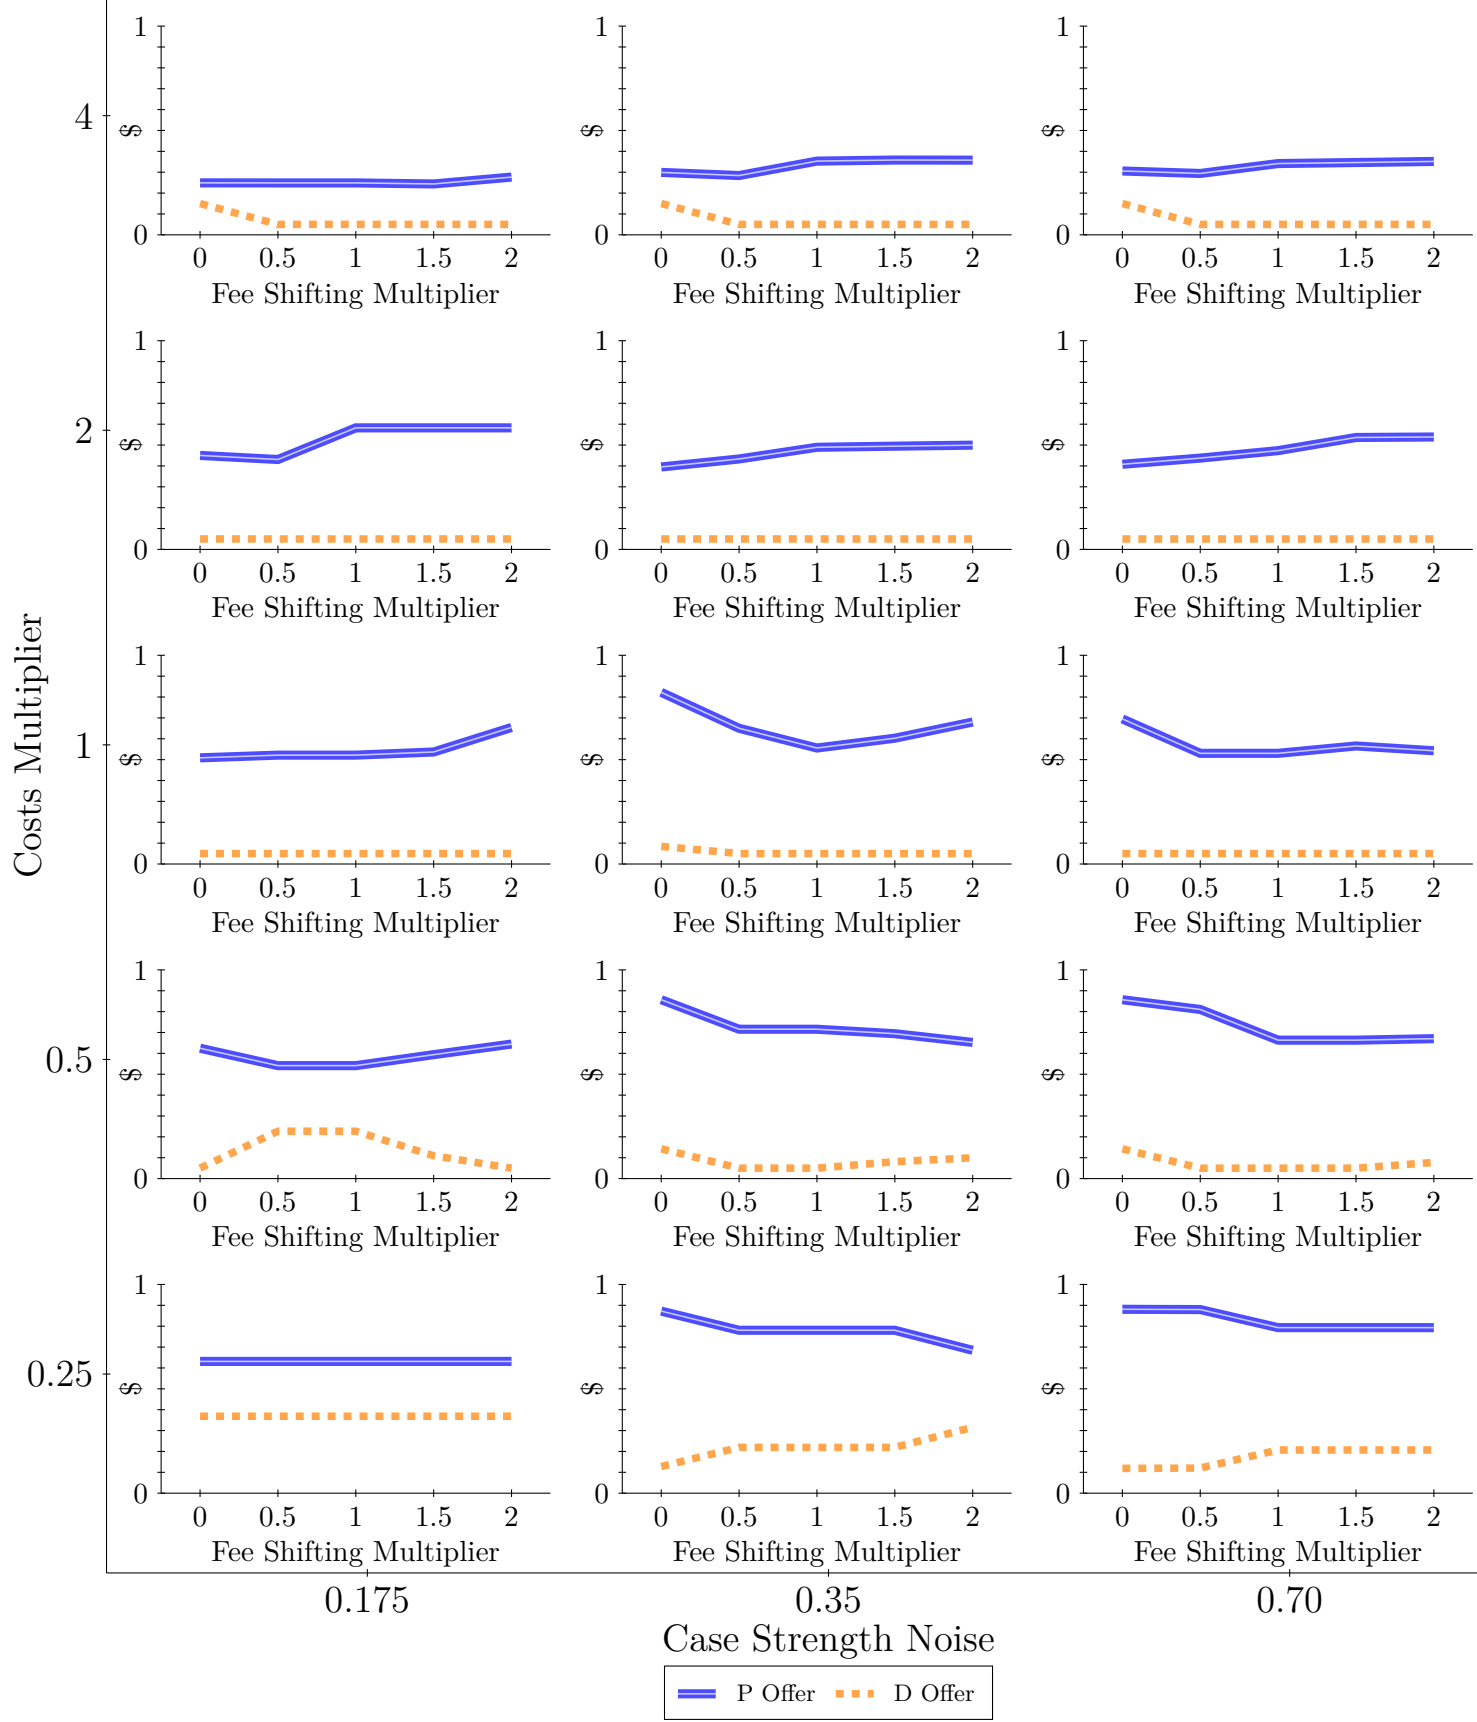 1 1 1
4 $ $ $
0 0 0
0 0.5 1 1.5 2 0 0.5 1 1.5 2 0 0.5 1 1.5 2
Fee Shifting Multiplier Fee Shifting Multiplier Fee Shifting Multiplier
1 1 1
2 $ $ $
0 0 0
0 0.5 1 1.5 2 0 0.5 1 1.5 2 0 0.5 1 1.5 2
Fee Shifting Multiplier Fee Shifting Multiplier Fee Shifting Multiplier
Costs Multiplier
1 1 1
1 $ $ $
0 0 0
0 0.5 1 1.5 2 0 0.5 1 1.5 2 0 0.5 1 1.5 2
Fee Shifting Multiplier Fee Shifting Multiplier Fee Shifting Multiplier
1 1 1
0.5 $ $ $
0 0 0
0 0.5 1 1.5 2 0 0.5 1 1.5 2 0 0.5 1 1.5 2
Fee Shifting Multiplier Fee Shifting Multiplier Fee Shifting Multiplier
1 1 1
0.25 $ $ $
0 0 0
0 0.5 1 1.5 2 0 0.5 1 1.5 2 0 0.5 1 1.5 2
Fee Shifting Multiplier Fee Shifting Multiplier Fee Shifting Multiplier
0.175 0.35 0.70
Case Strength Noise
P Offer D Offer